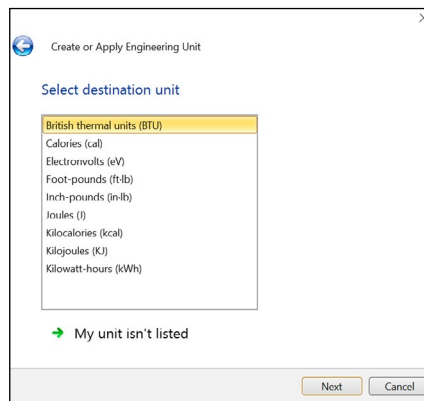 Create or Apply Engineering Unit
Select destination unit
British thermal units (BTU)
Calories (cal)
Electronvolts (eV)
Foot-pounds (ft·lb)
Inch-pounds (in·lb)
Joules (J)
Kilocalories (kcal)
Kilojoules (KJ)
Kilowatt-hours (kWh)
My unit isn't listed
Next
Cancel